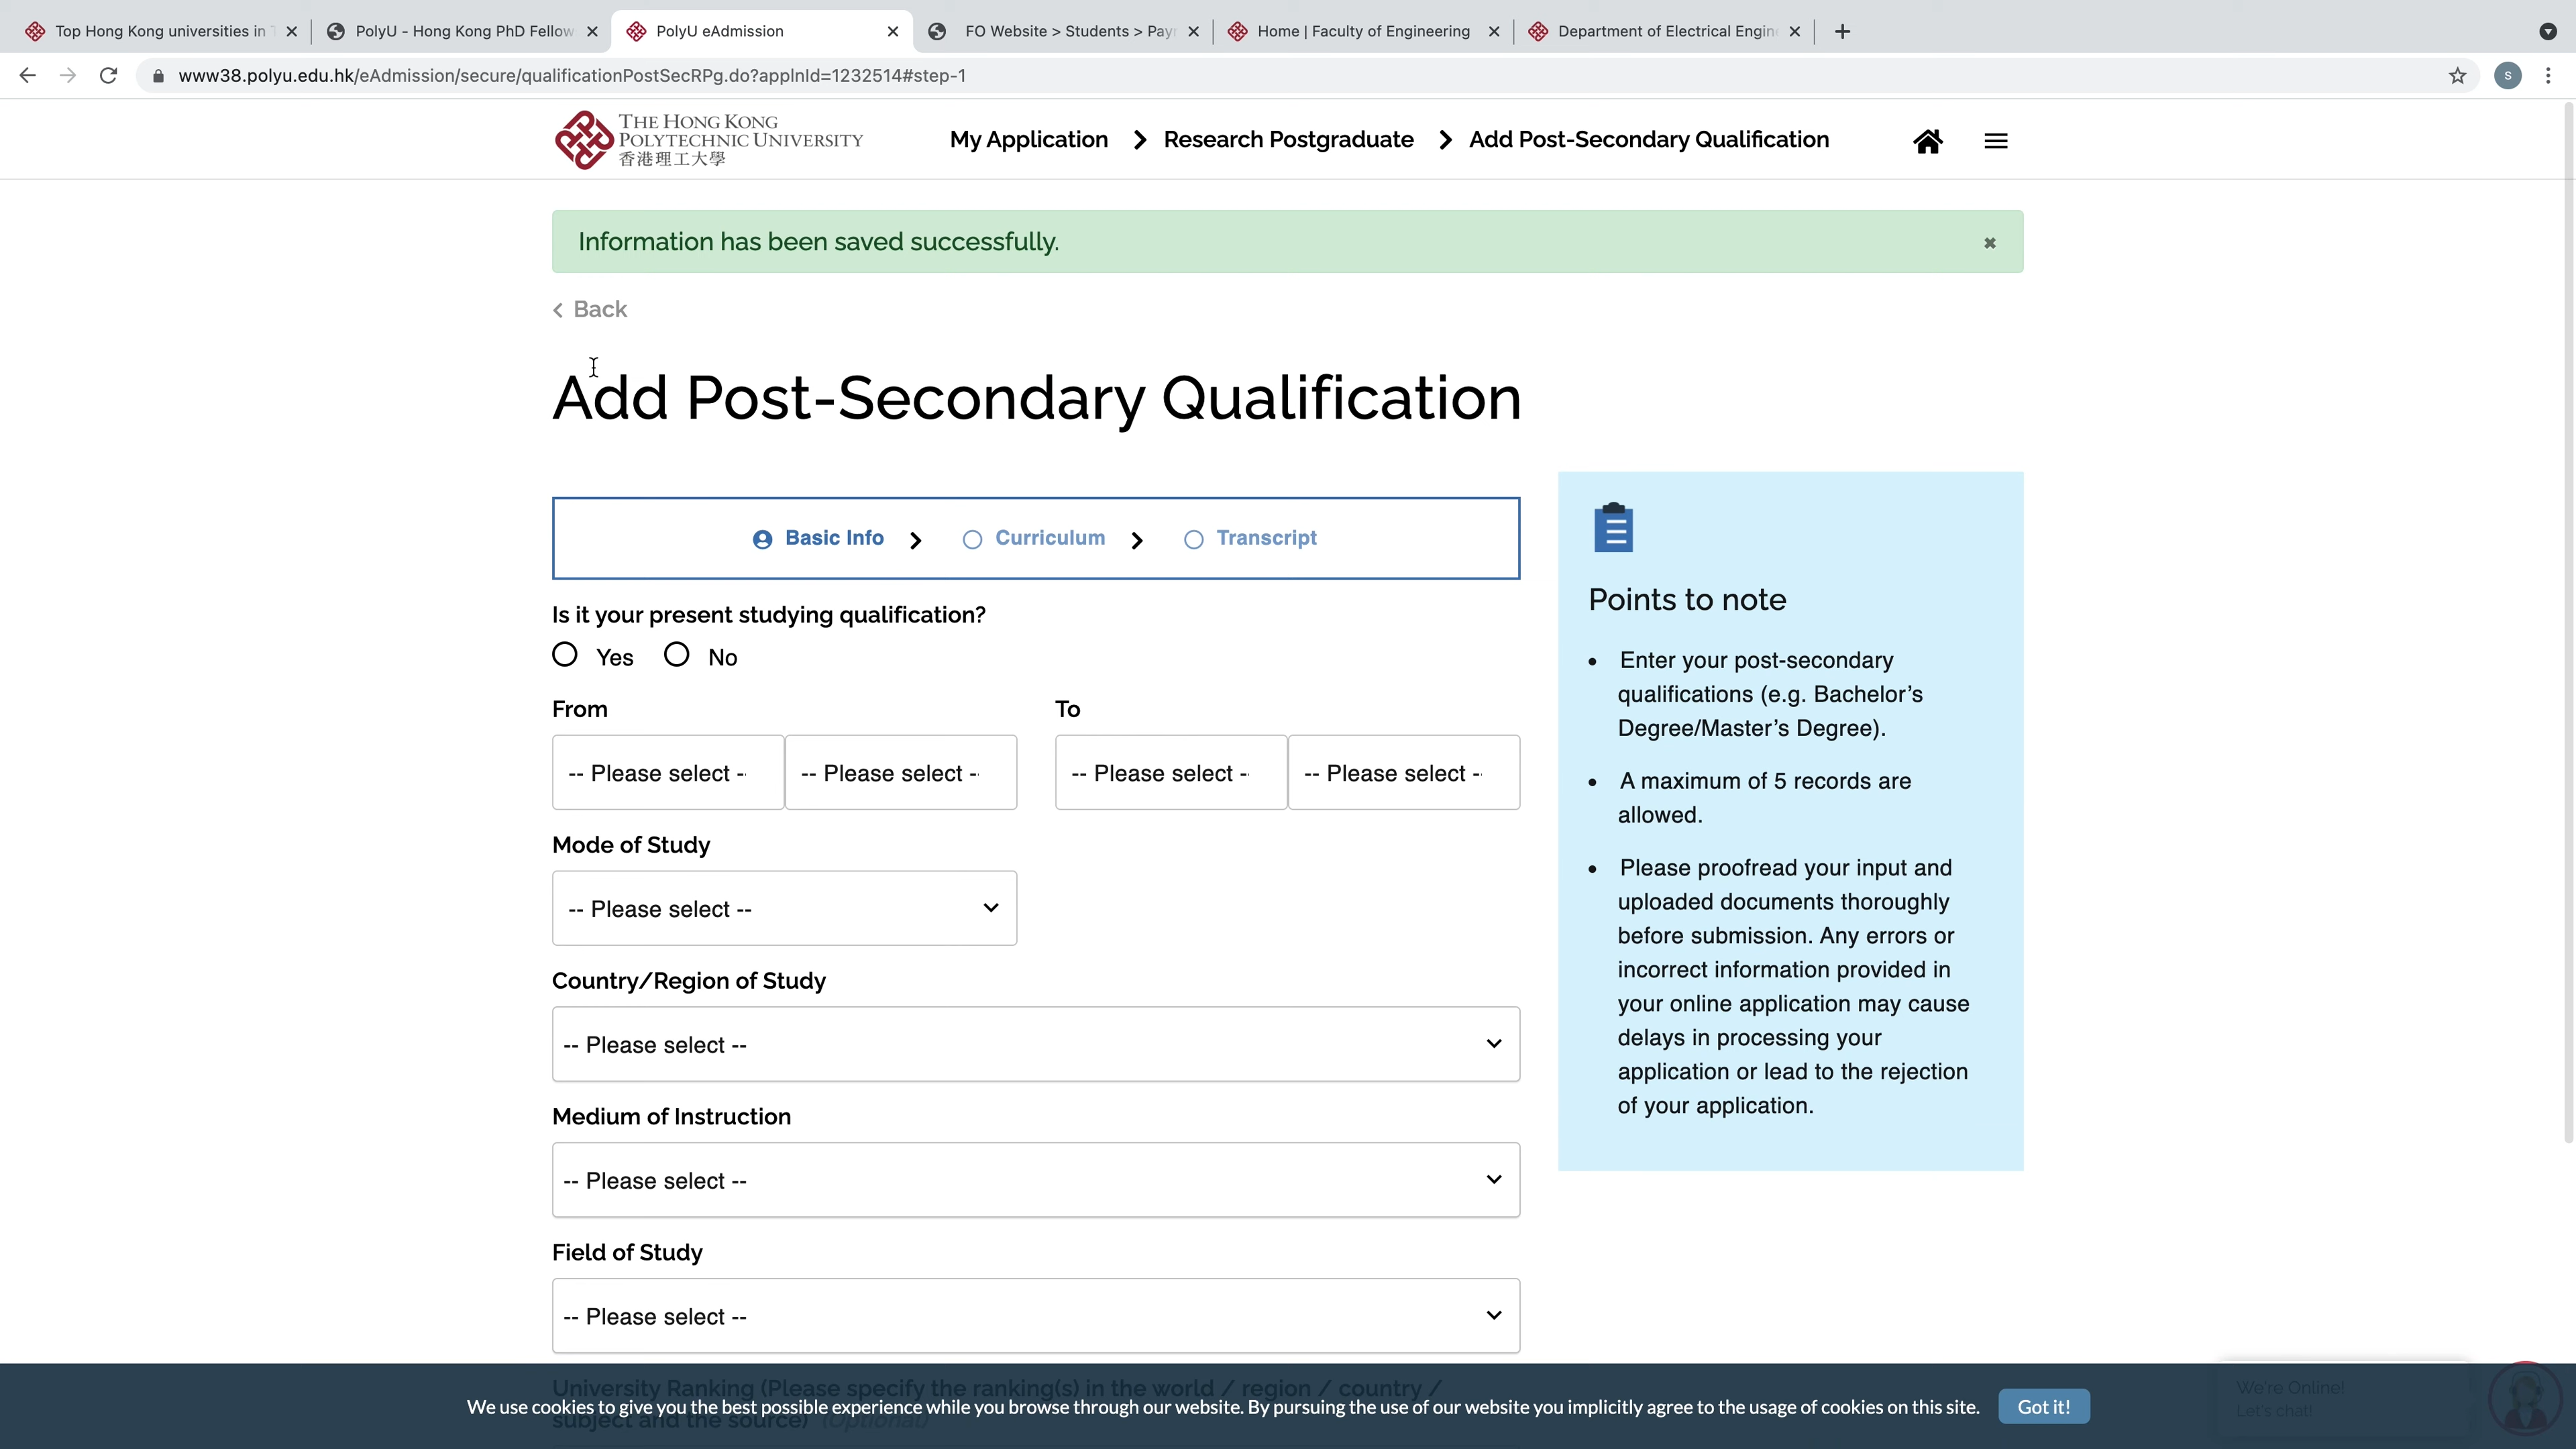 Top Hong Kong universities in
PolyU - Hong Kong PhD Fellow
PolyU eAdmission
FO Website > Students > Payr
Home | Faculty of Engineering
Department of Electrical Engin
www38.polyu.edu.hk/eAdmission/secure/qualificationPostSecRPg.do?applnId=1232514#step-1
S
THE HONG KONG
POLYTECHNIC UNIVERSITY
香港理工大學
My Application
Research Postgraduate
Add Post-Secondary Qualification
Information has been saved successfully.
Back
Add Post-Secondary Qualification
Basic Info
Curriculum
Transcript
Is it your present studying qualification?
Yes
No
From
To
-- Please select -
-- Please select -
-- Please select -
-- Please select -
Mode of Study
-- Please select --
Country/Region of Study
-- Please select --
Medium of Instruction
-- Please select --
Field of Study
-- Please select --
Points to note
• Enter your post-secondary
qualifications (e.g. Bachelor's
Degree/Master's Degree).
• A maximum of 5 records are
allowed.
• Please proofread your input and
uploaded documents thoroughly
before submission. Any errors or
incorrect information provided in
your online application may cause
delays in processing your
application or lead to the rejection
of your application.
University Ranking (Please specify the ranking(s) in the world / region / country /
subject and the source) (Optional)
We use cookies to give you the best possible experience while you browse through our website. By pursuing the use of our website you implicitly agree to the usage of cookies on this site.
Got it!
We're Online!
Let's chat!